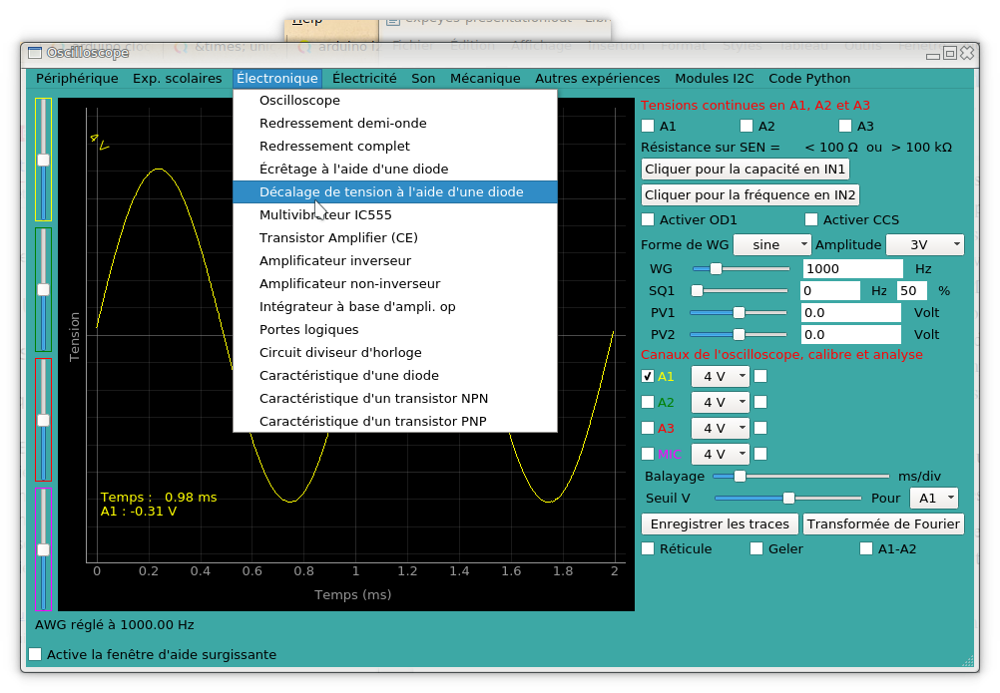 Help
expeyes-presentation.odt - Libr
Oscilloscope
Périphérique Exp. scolaires Électronique Électricité Son Mécanique Autres expériences Modules I2C Code Python
Oscilloscope
Redressement demi-onde
Redressement complet
Écrêtage à l'aide d'une diode
Décalage de tension à l'aide d'une diode
Multivibrateur IC555
Transistor Amplifier (CE)
Amplificateur inverseur
Amplificateur non-inverseur
Intégrateur à base d'ampli. op
Portes logiques
Circuit diviseur d'horloge
Caractéristique d'une diode
Caractéristique d'un transistor NPN
Caractéristique d'un transistor PNP
4 V
Tension
Temps : 0.98 ms
A1 : -0.31 V
0 0.2 0.4 0.6 0.8 1 1.2 1.4 1.6 1.8 2
Temps (ms)
Tensions continues en A1, A2 et A3
A1 A2 A3
Résistance sur SEN = < 100 Ω ou > 100 kΩ
Cliquer pour la capacité en IN1
Cliquer pour la fréquence en IN2
Activer OD1 Activer CCS
Forme de WG sine Amplitude 3V
WG 1000 Hz
SQ1 0 Hz 50 %
PV1 0.0 Volt
PV2 0.0 Volt
Canaux de l'oscilloscope, calibre et analyse
A1 4 V
A2 4 V
A3 4 V
MIC 4 V
Balayage ms/div
Seuil V Pour A1
Enregistrer les traces Transformée de Fourier
Réticule Geler A1-A2
AWG réglé à 1000.00 Hz
Active la fenêtre d'aide surgissante